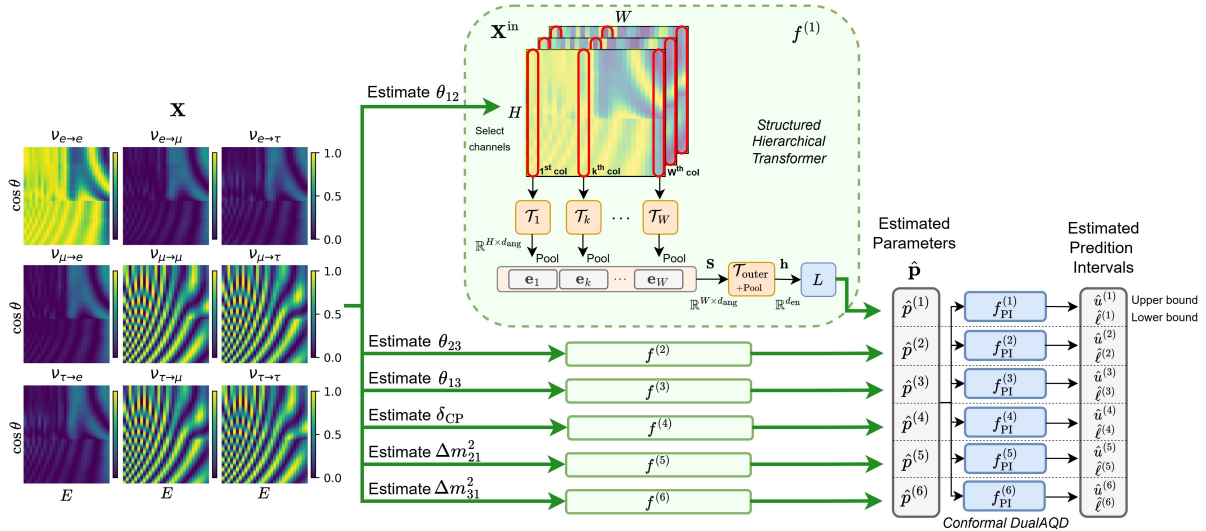 X
ν_{e→e} ν_{e→μ} ν_{e→τ}
cos θ
1.0
0.5
0.0
ν_{μ→e} ν_{μ→μ} ν_{μ→τ}
cos θ
1.0
0.5
0.0
ν_{τ→e} ν_{τ→μ} ν_{τ→τ}
cos θ
1.0
0.5
0.0
E E E
Estimate θ_{12}
Estimate θ_{23}
Estimate θ_{13}
Estimate δ_{CP}
Estimate Δm^2_{21}
Estimate Δm^2_{31}
X^{in}
W
H
f^{(1)}
Select
channels
1^{st} col k^{th} col W^{th} col
Structured
Hierarchical
Transformer
𝒯_1 𝒯_k ⋯ 𝒯_W
ℝ^{H×d_{ang}}
Pool Pool Pool
e_1 e_k ⋯ e_W
S
ℝ^{W×d_{ang}}
𝒯_{outer}
+Pool
h
ℝ^{d_{en}}
L
f^{(2)}
f^{(3)}
f^{(4)}
f^{(5)}
f^{(6)}
Estimated
Parameters
p̂
p̂^{(1)}
p̂^{(2)}
p̂^{(3)}
p̂^{(4)}
p̂^{(5)}
p̂^{(6)}
f^{(1)}_{PI}
f^{(2)}_{PI}
f^{(3)}_{PI}
f^{(4)}_{PI}
f^{(5)}_{PI}
f^{(6)}_{PI}
Conformal DualAQD
Estimated
Predition
Intervals
û^{(1)} Upper bound
ℓ̂^{(1)} Lower bound
û^{(2)}
ℓ̂^{(2)}
û^{(3)}
ℓ̂^{(3)}
û^{(4)}
ℓ̂^{(4)}
û^{(5)}
ℓ̂^{(5)}
û^{(6)}
ℓ̂^{(6)}